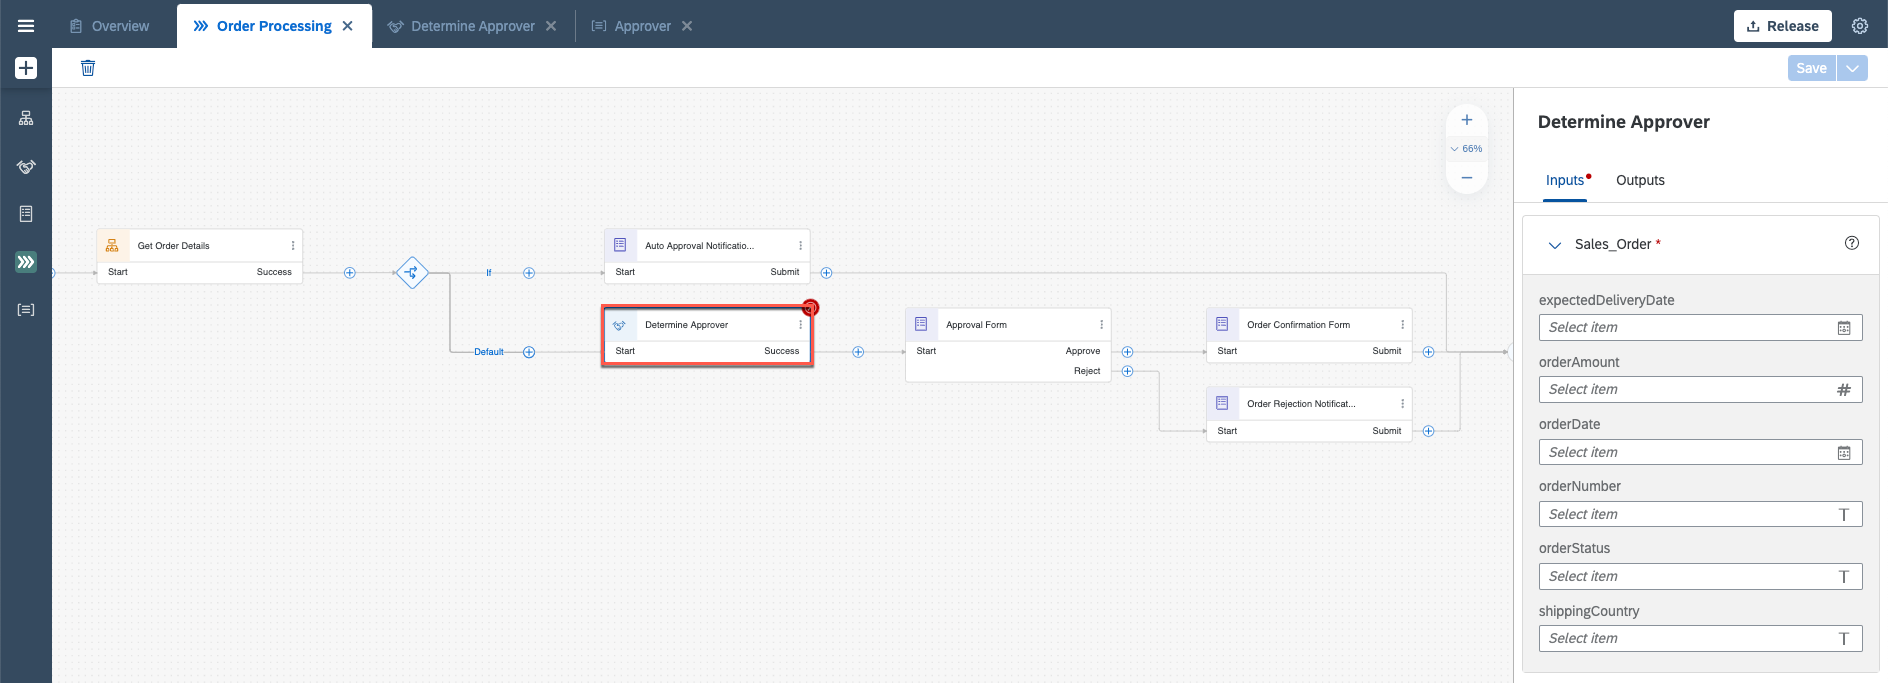 Overview
Order Processing
Determine Approver
Approver
Release
Save
66%
Get Order Details
Start Success
If
Default
Auto Approval Notificatio...
Start Submit
Determine Approver
Start Success
Approval Form
Start Approve
Reject
Order Confirmation Form
Start Submit
Order Rejection Notificat...
Start Submit
Determine Approver
Inputs Outputs
Sales_Order *
expectedDeliveryDate
Select item
orderAmount
Select item #
orderDate
Select item
orderNumber
Select item T
orderStatus
Select item T
shippingCountry
Select item T